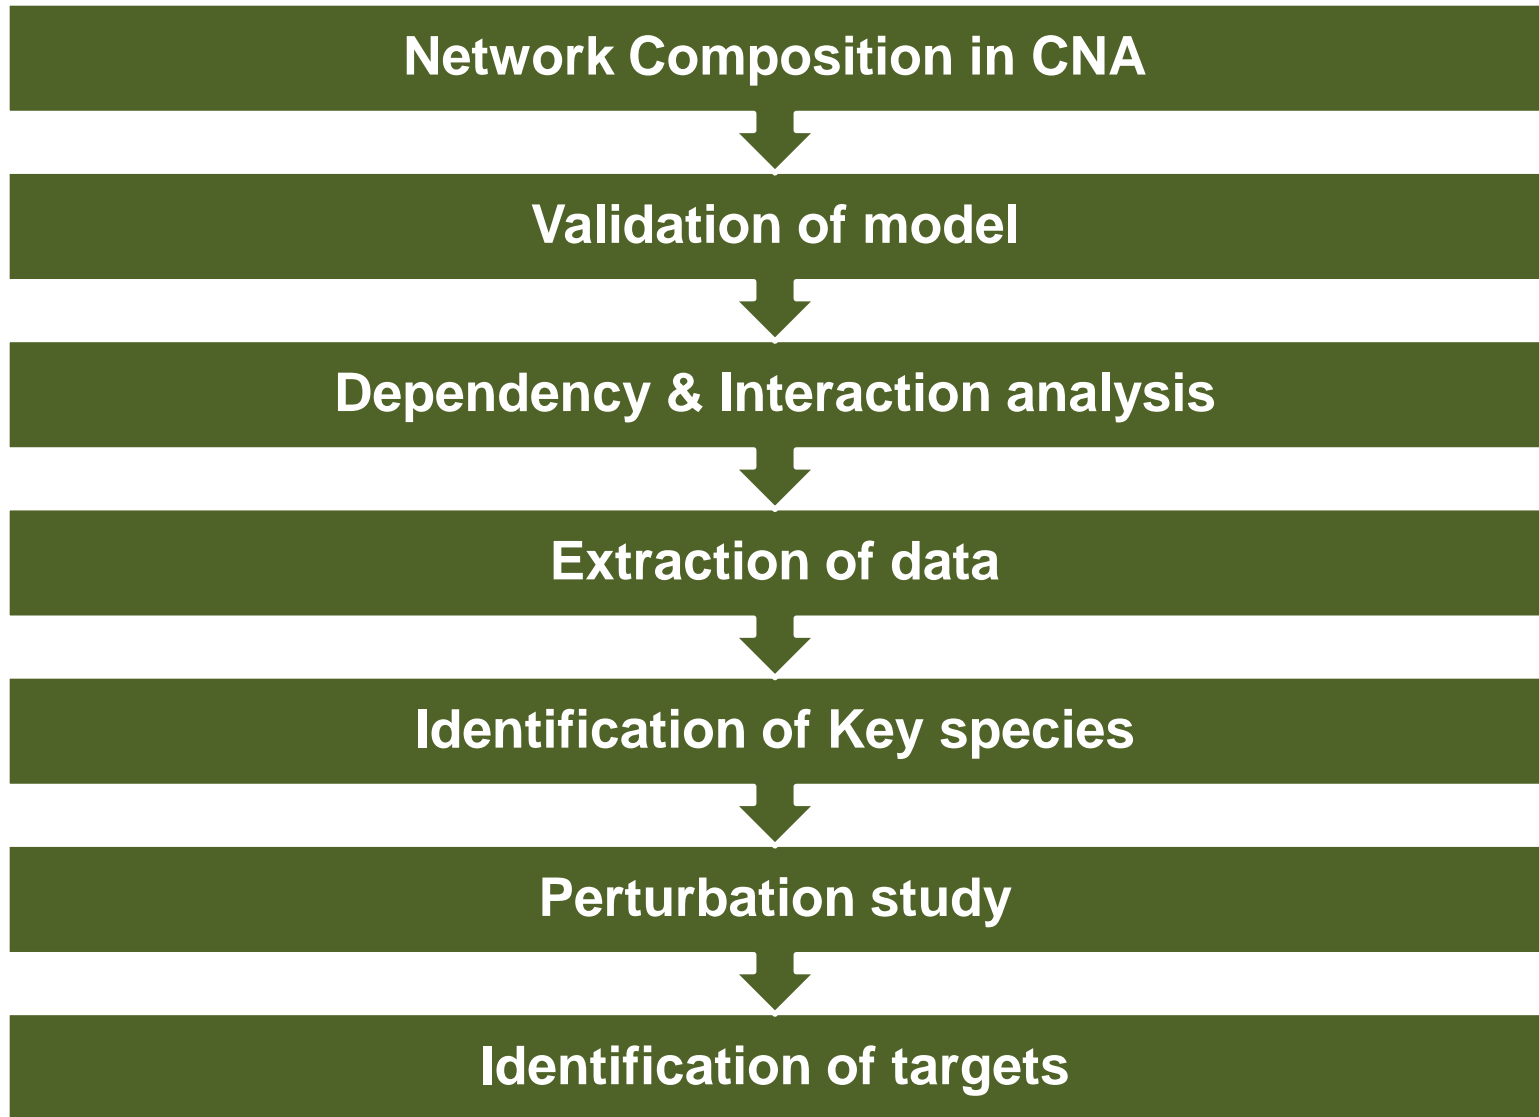 Network Composition in CNA
Validation of model
Dependency & Interaction analysis
Extraction of data
Identification of Key species
Perturbation study
Identification of targets